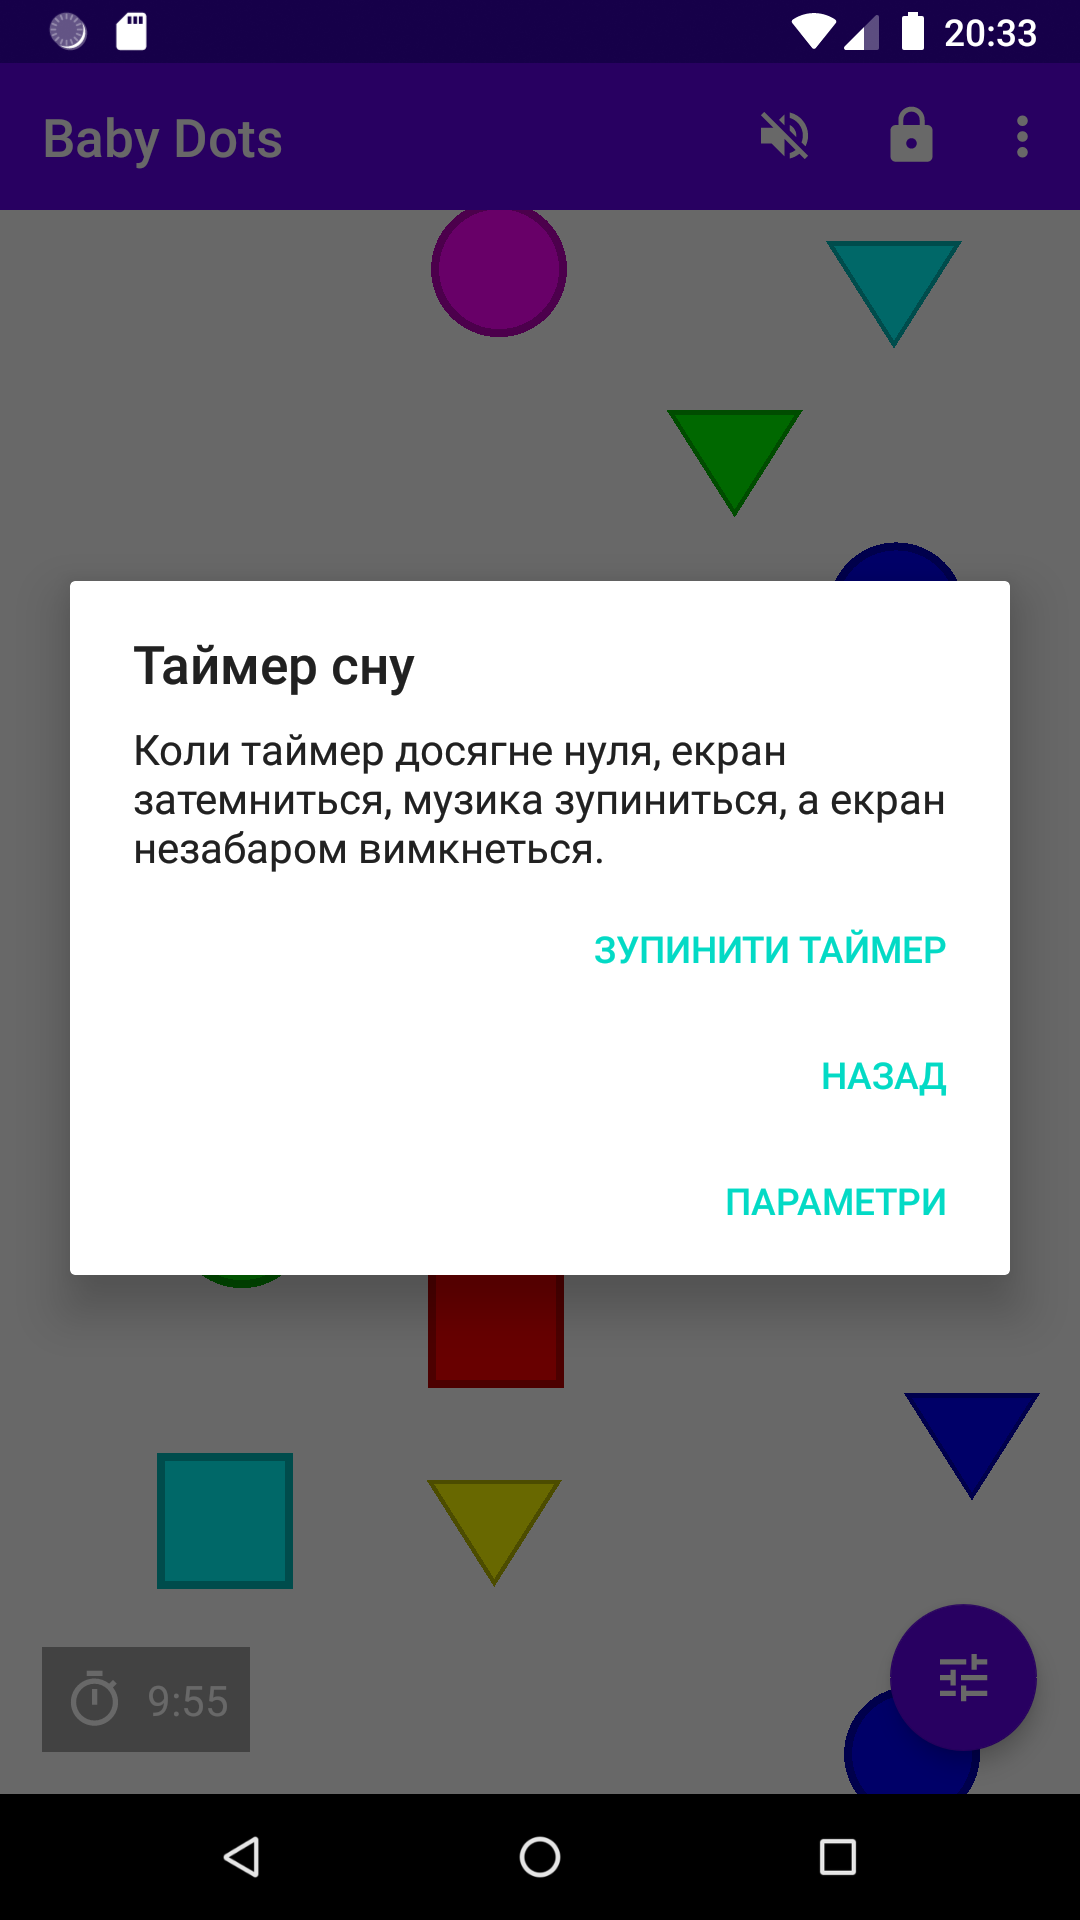 20:33
Baby Dots
Таймер сну
Коли таймер досягне нуля, екран
затемниться, музика зупиниться, а екран
незабаром вимкнеться.
ЗУПИНИТИ ТАЙМЕР
НАЗАД
ПАРАМЕТРИ
9:55